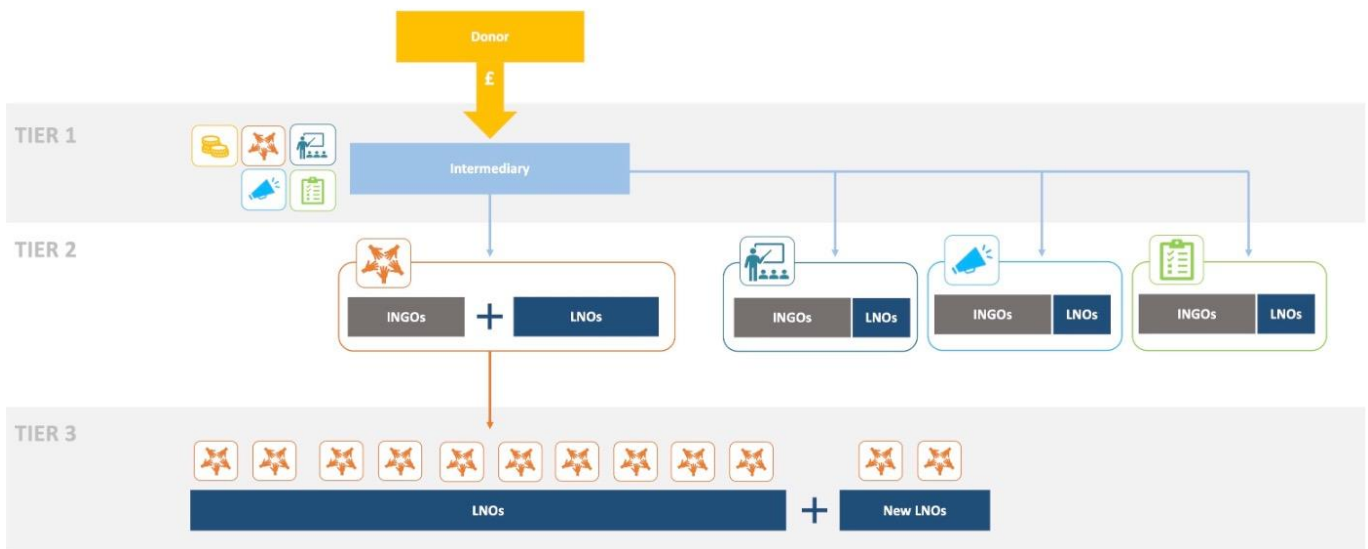 Donor
£
TIER 1
Intermediary
TIER 2
INGOs
+
LNOs
INGOs
LNOs
INGOs
LNOs
INGOs
LNOs
TIER 3
LNOs
+
New LNOs